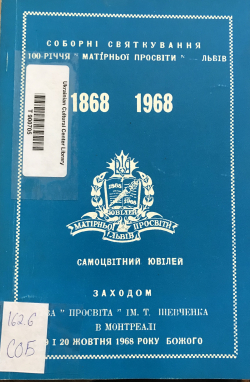 СОБОРНІ СВЯТКУВАННЯ
100-РІЧЧЯ " МАТІРНЬОЇ ПРОСВІТИ " – ЛЬВІВ
Ukrainian Cultural Center Library
T 900705
1868 1968
1868
1968
ЮВІЛЕЙ
МАТІРНЬОЇ ПРОСВІТИ
ЛЬВІВ
САМОЦВІТНИЙ ЮВІЛЕЙ
ЗАХОДОМ
" ПРОСВІТА " ІМ. Т. ШЕВЧЕНКА
В МОНТРЕАЛІ
І 20 ЖОВТНЯ 1968 РОКУ БОЖОГО
162.6
СОБ